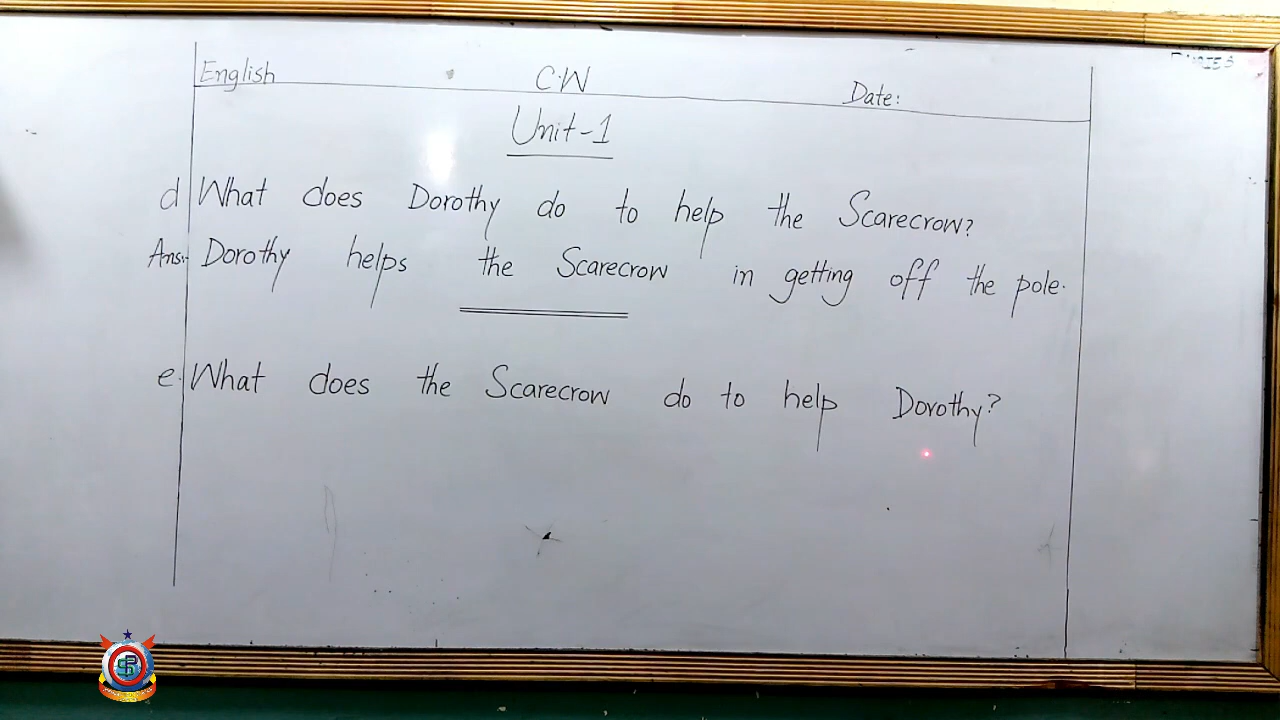 English C.W Date:
Unit-1
d What does Dorothy do to help the Scarecrow?
Ans:- Dorothy helps the Scarecrow in getting off the pole.
e. What does the Scarecrow do to help Dorothy?